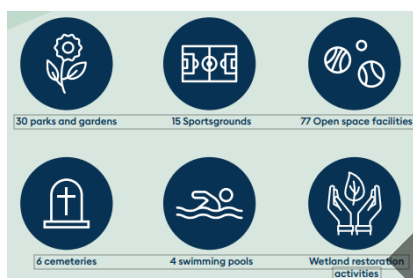 30 parks and gardens
15 Sportsgrounds
77 Open space facilities
6 cemeteries
4 swimming pools
Wetland restoration
activities